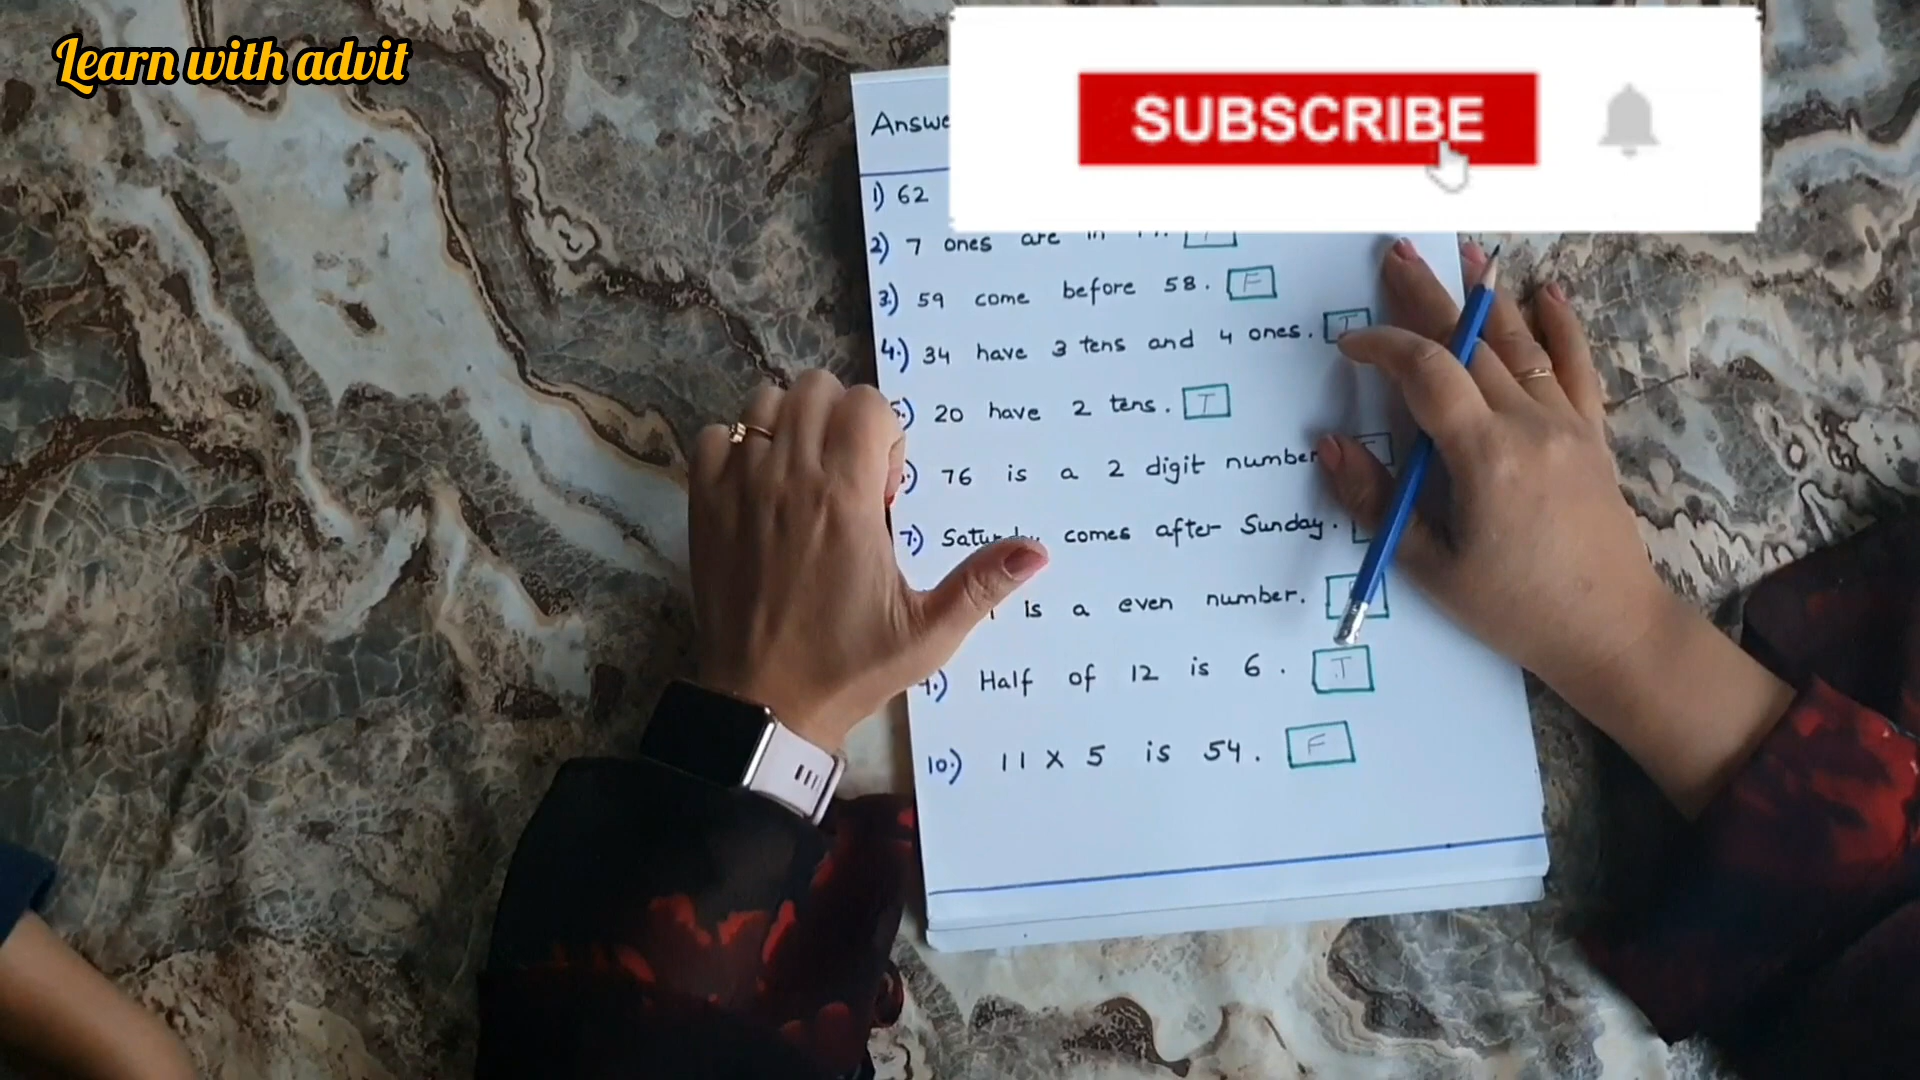 Learn with advit
SUBSCRIBE
1) 62
2) 7 ones are in
3.) 59 come before 58. F
4.) 34 have 3 tens and 4 ones. T
5.) 20 have 2 tens. T
76 is a 2 digit number
7.) comes after Sunday.
is a even number.
9.) Half of 12 is 6. T
10.) 11 x 5 is 54. F